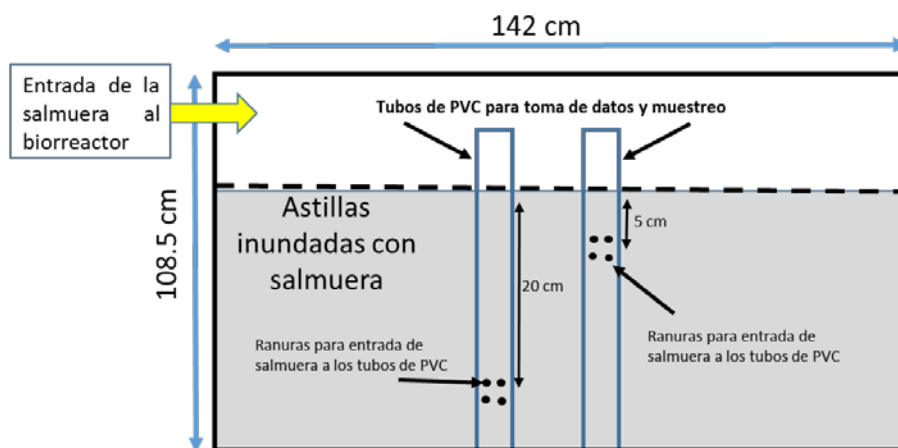 142 cm
Entrada de la
salmuera al
biorreactor
Tubos de PVC para toma de datos y muestreo
108.5 cm
Astillas
inundadas con
salmuera
5 cm
20 cm
Ranuras para entrada de
salmuera a los tubos de PVC
Ranuras para entrada de
salmuera a los tubos de PVC